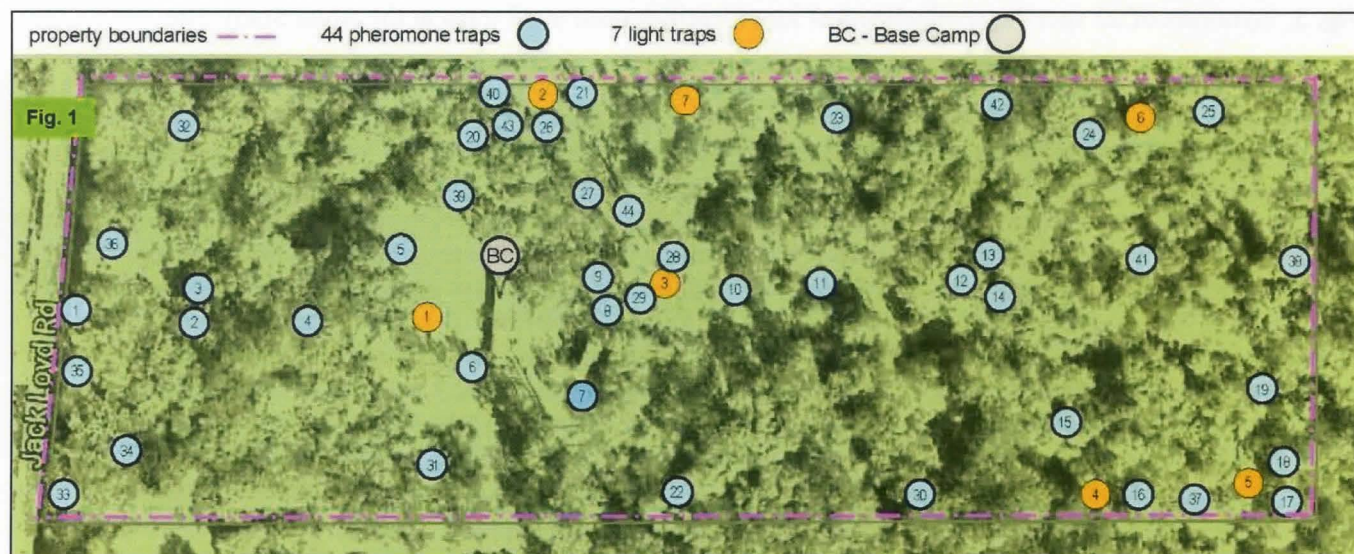 property boundaries 44 pheromone traps 7 light traps BC - Base Camp
Fig. 1
40 2 21 7 42
32 20 43 26 23 24 6 25
39 27 44
36 5 BC 28 13 41 38
3 9 3 10 11 12 14
1 2 4 1 8 29
35 6 7 19
34 31 15 18
33 22 30 4 16 37 5 17
Jack Loyd Rd